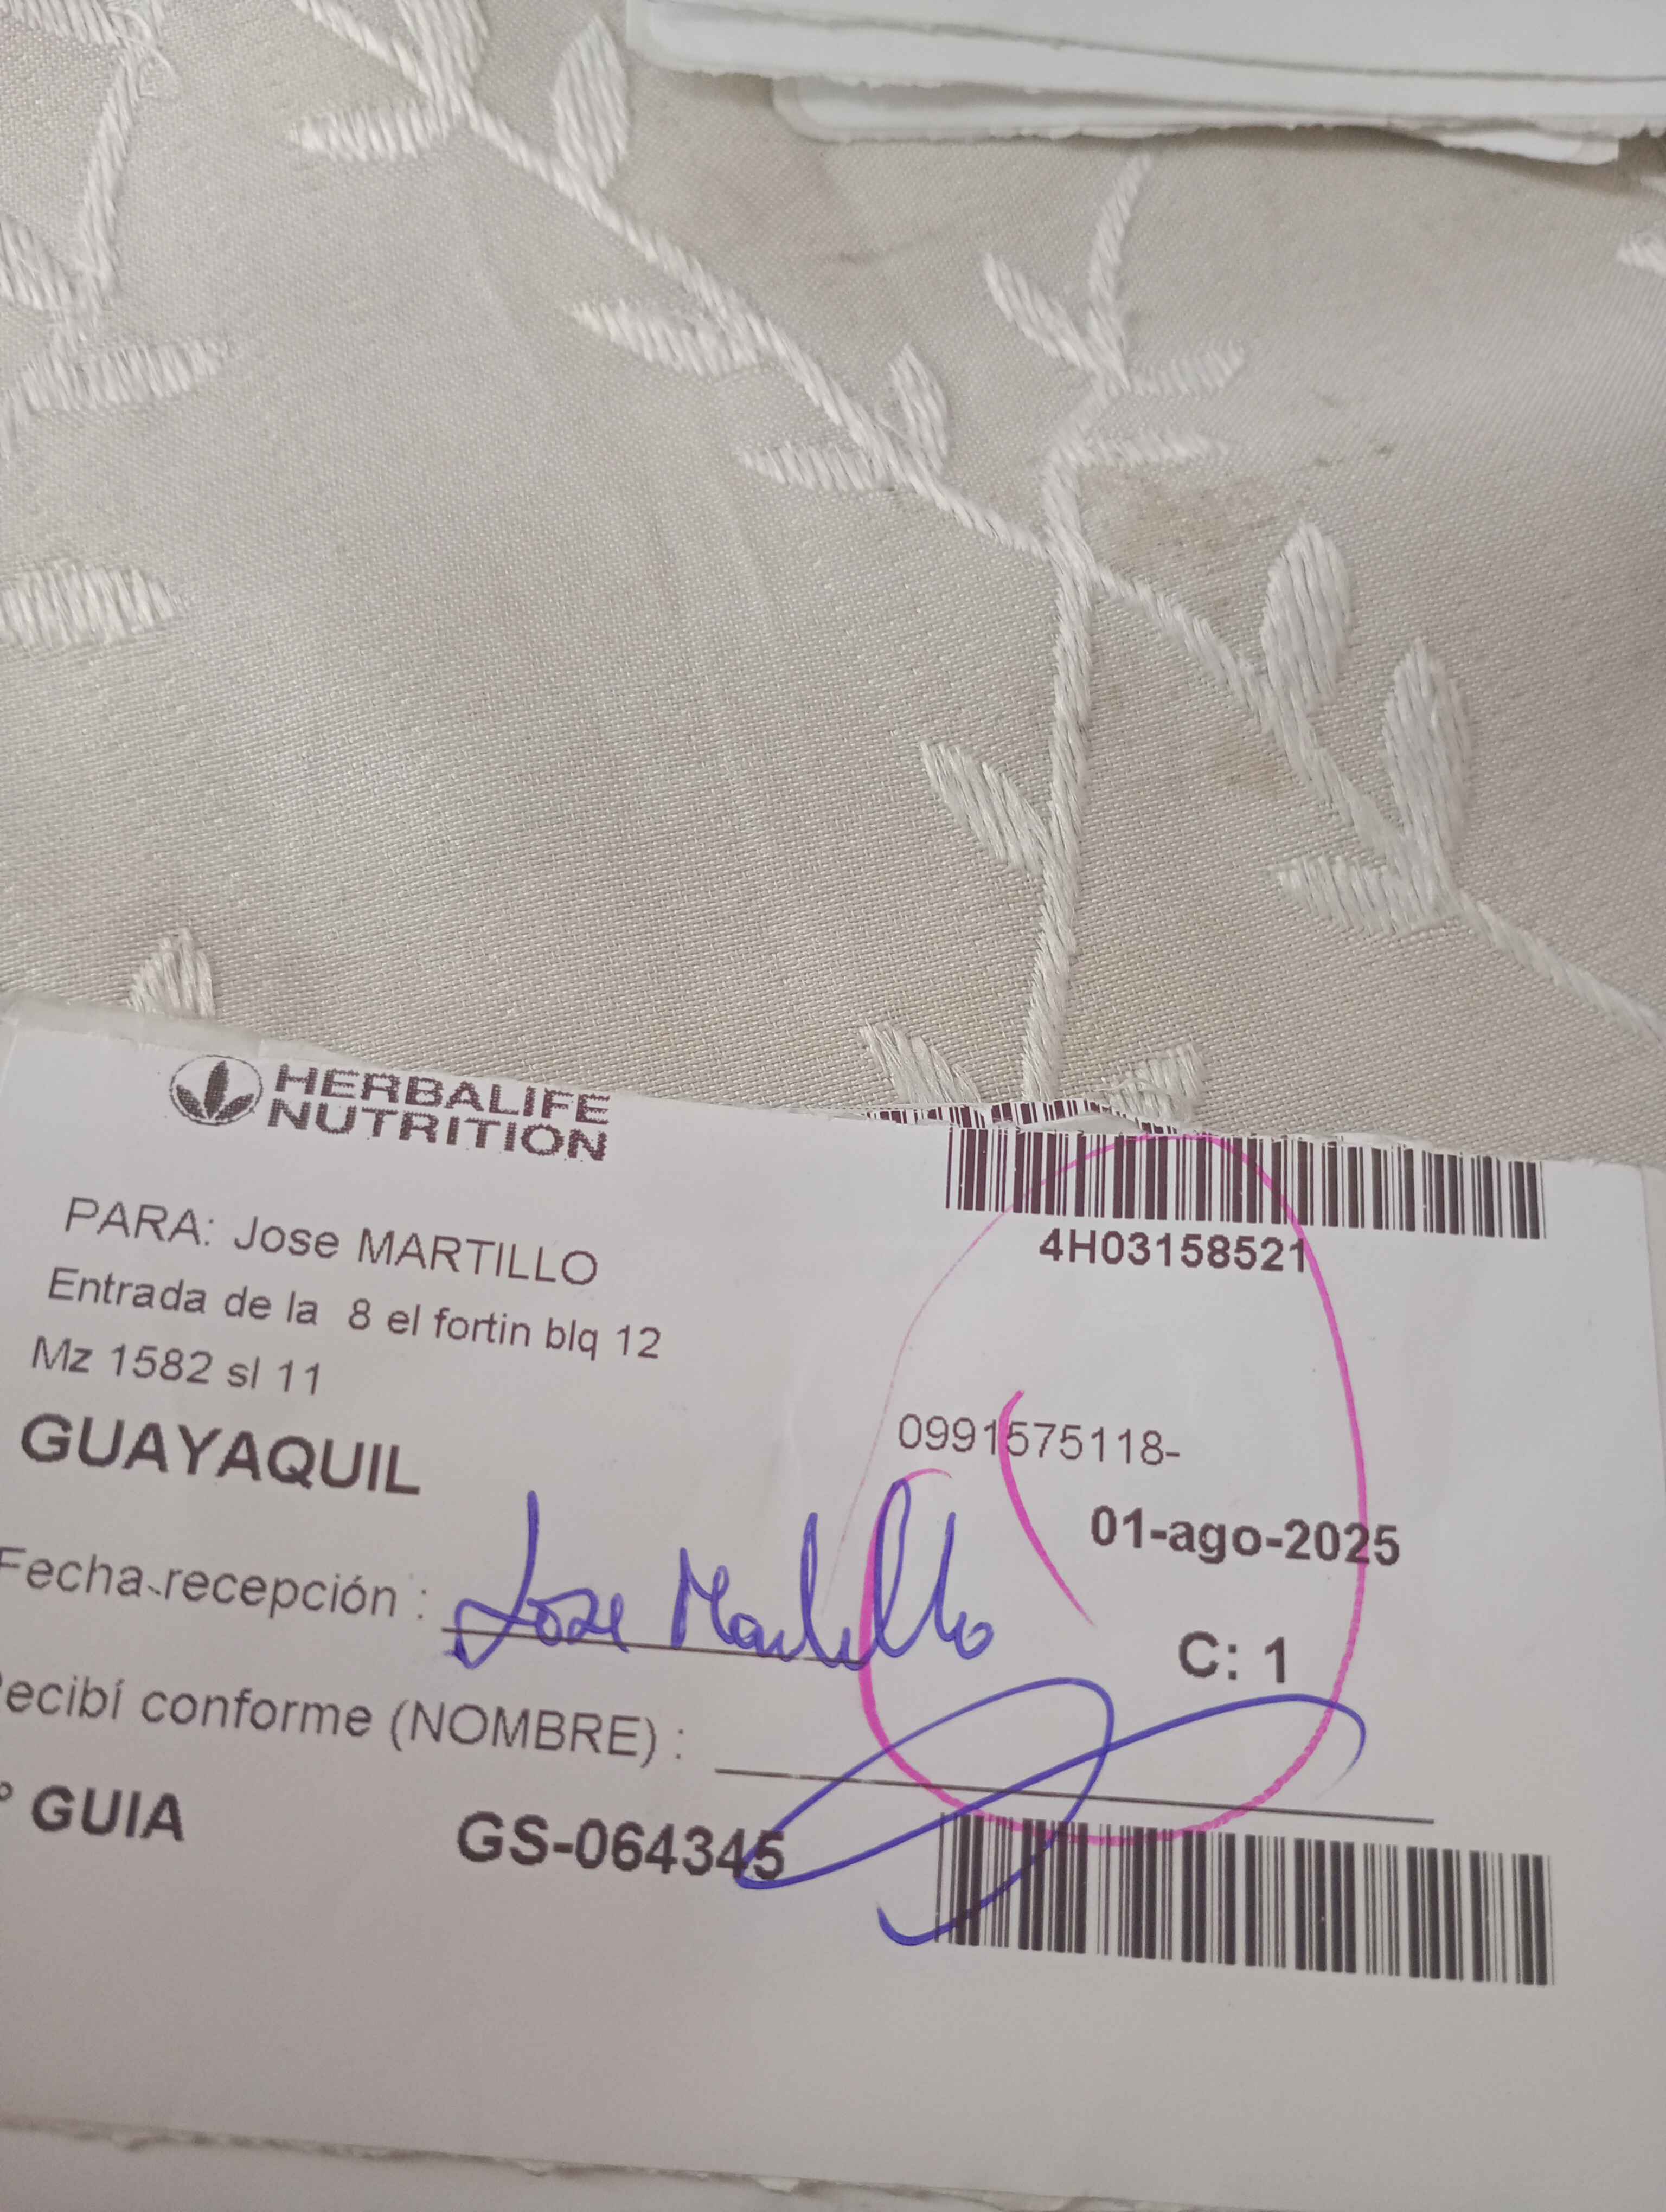 HERBALIFE
NUTRITION
4H03158521
PARA: Jose MARTILLO
Entrada de la 8 el fortin blq 12
Mz 1582 sl 11
0991575118-
GUAYAQUIL
01-ago-2025
Fecha recepción : Jose Martillo
C: 1
ecibí conforme (NOMBRE) :
° GUIA GS-064345